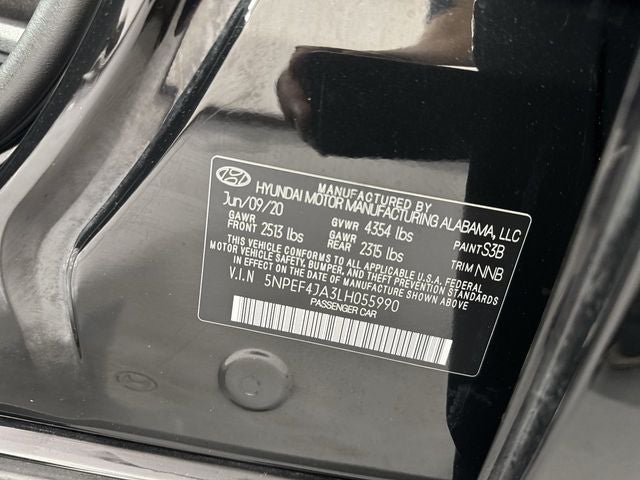 MANUFACTURED BY
HYUNDAI MOTOR MANUFACTURING ALABAMA, LLC
Jun/09/20 GVWR 4354 lbs PAINT S3B
GAWR FRONT 2513 lbs GAWR REAR 2315 lbs TRIM NNB
THIS VEHICLE CONFORMS TO ALL APPLICABLE U.S.A. FEDERAL
MOTOR VEHICLE SAFETY, BUMPER, AND THEFT PREVENTION STANDARDS
IN EFFECT ON THE DATE OF MANUFACTURE SHOWN ABOVE.
V.I.N 5NPEF4JA3LH055990
PASSENGER CAR